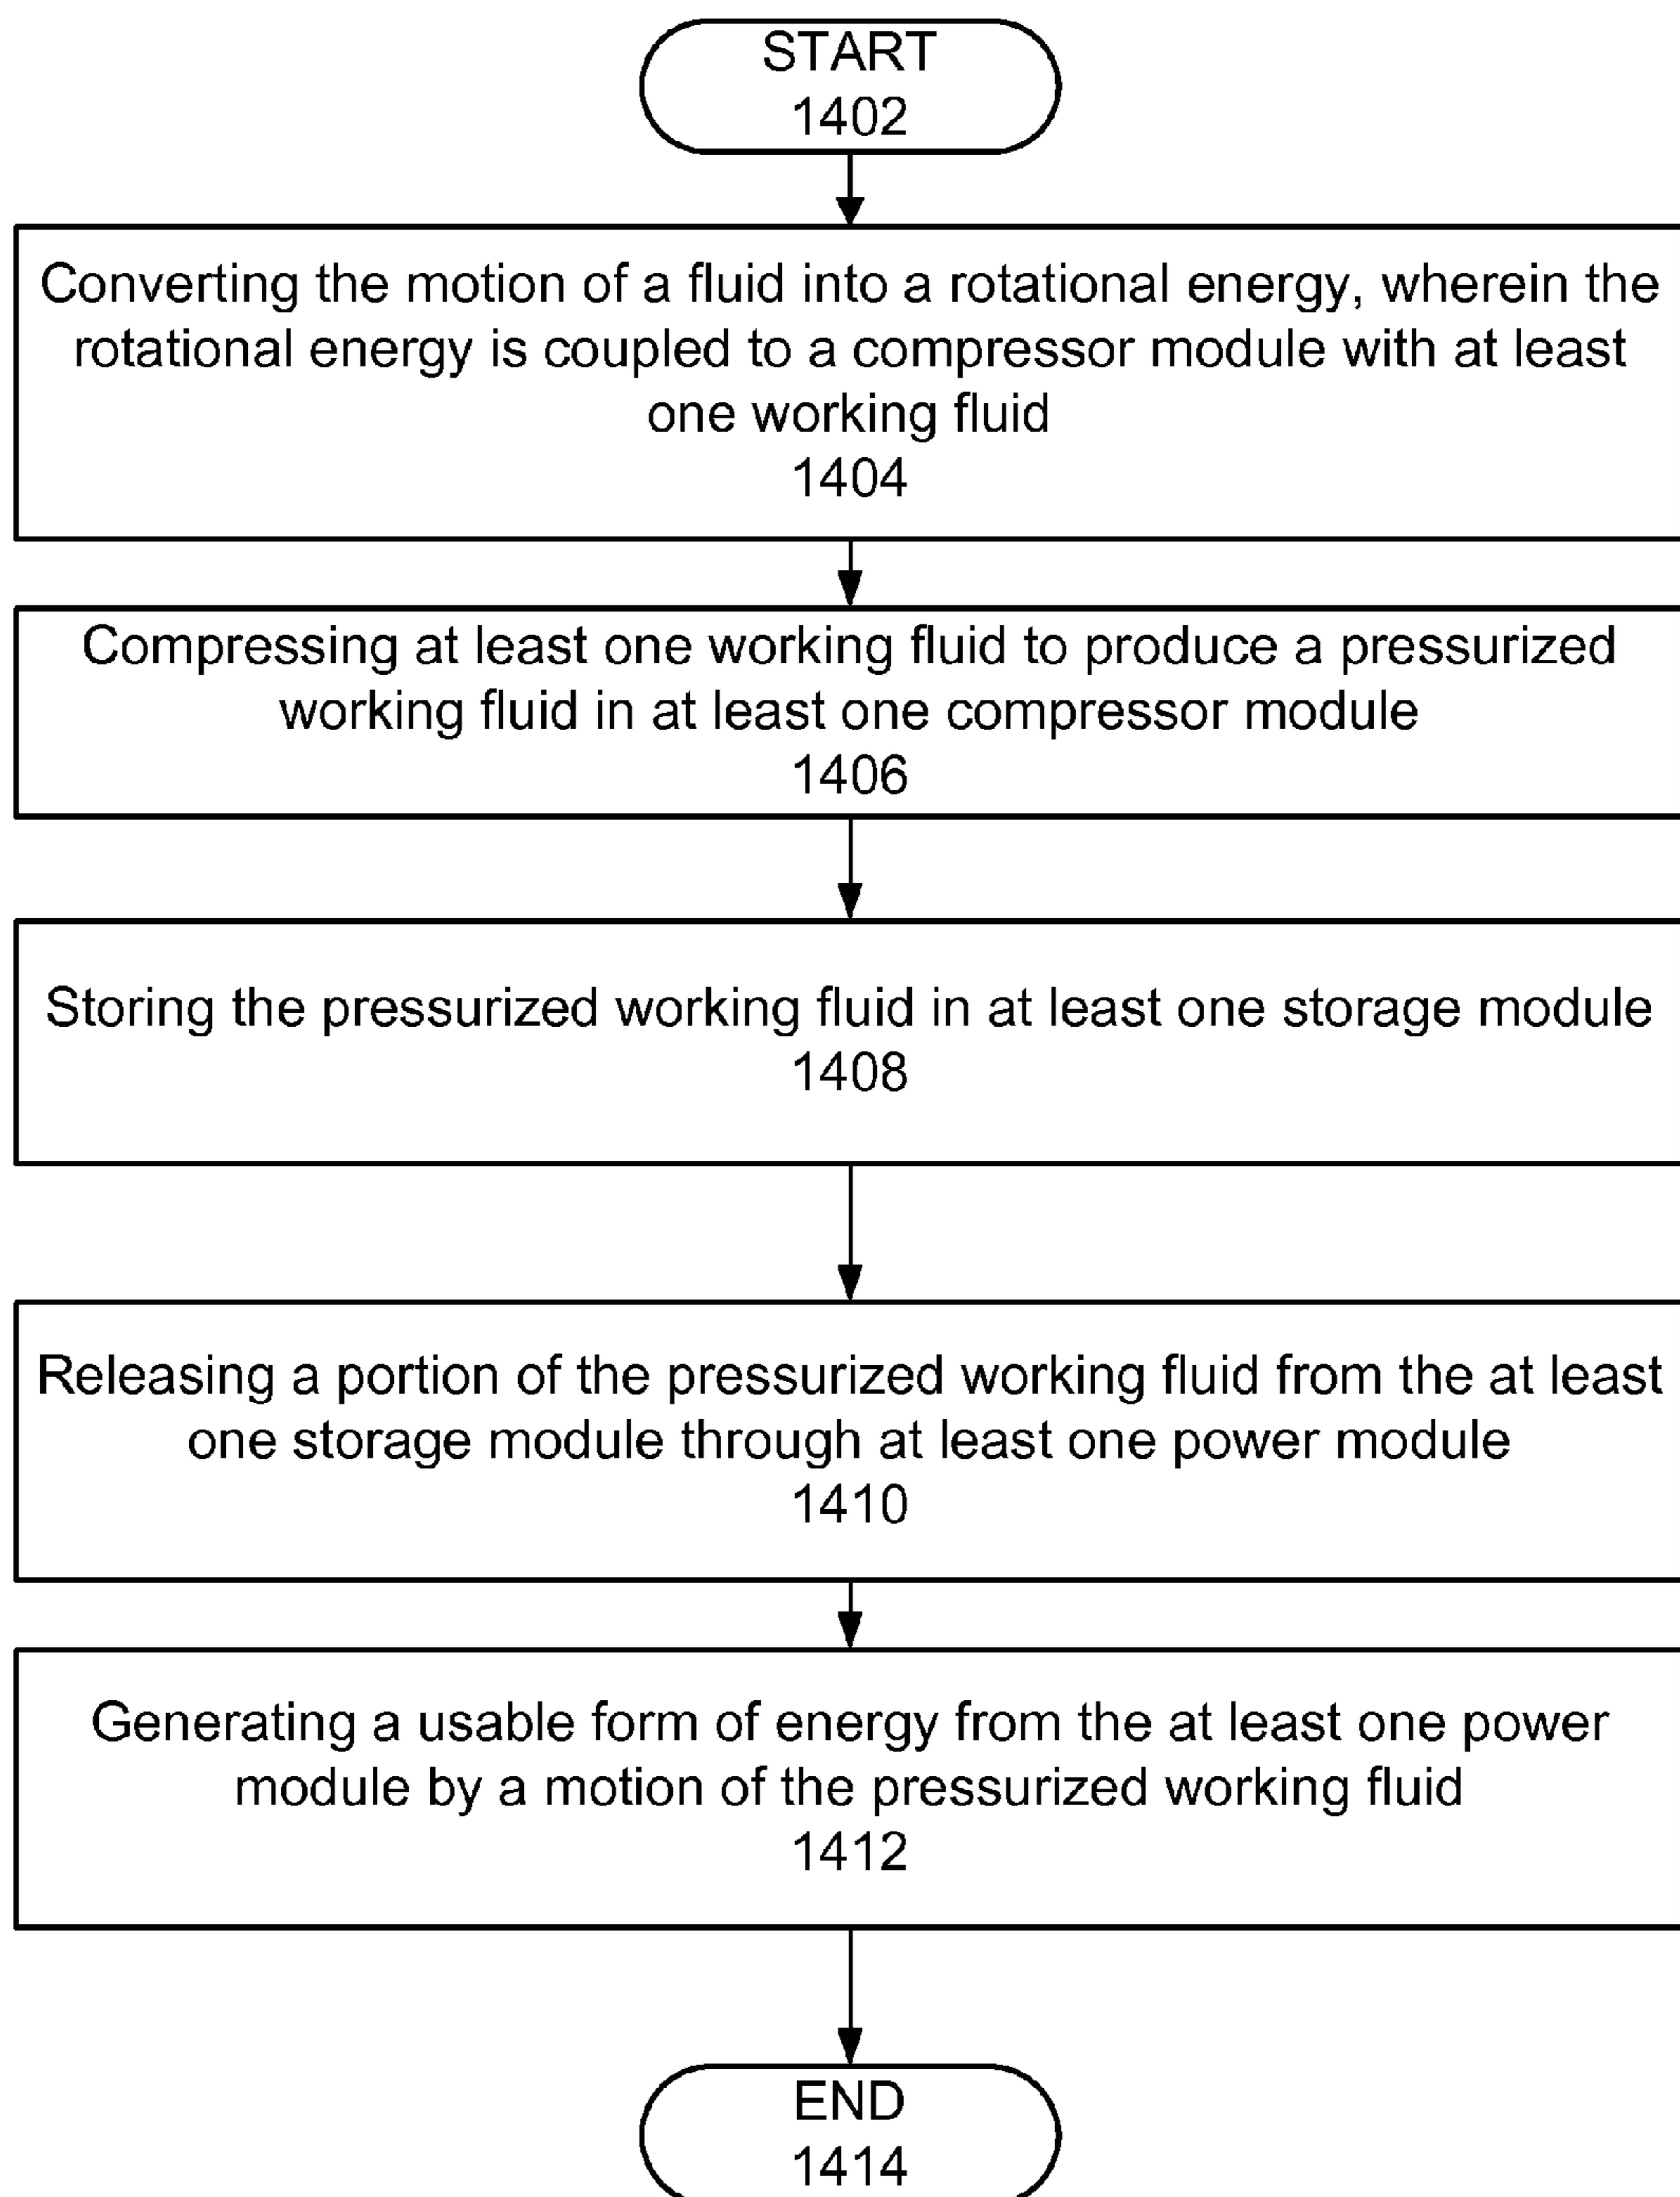 START
1402
Converting the motion of a fluid into a rotational energy, wherein the
rotational energy is coupled to a compressor module with at least
one working fluid
1404
Compressing at least one working fluid to produce a pressurized
working fluid in at least one compressor module
1406
Storing the pressurized working fluid in at least one storage module
1408
Releasing a portion of the pressurized working fluid from the at least
one storage module through at least one power module
1410
Generating a usable form of energy from the at least one power
module by a motion of the pressurized working fluid
1412
END
1414